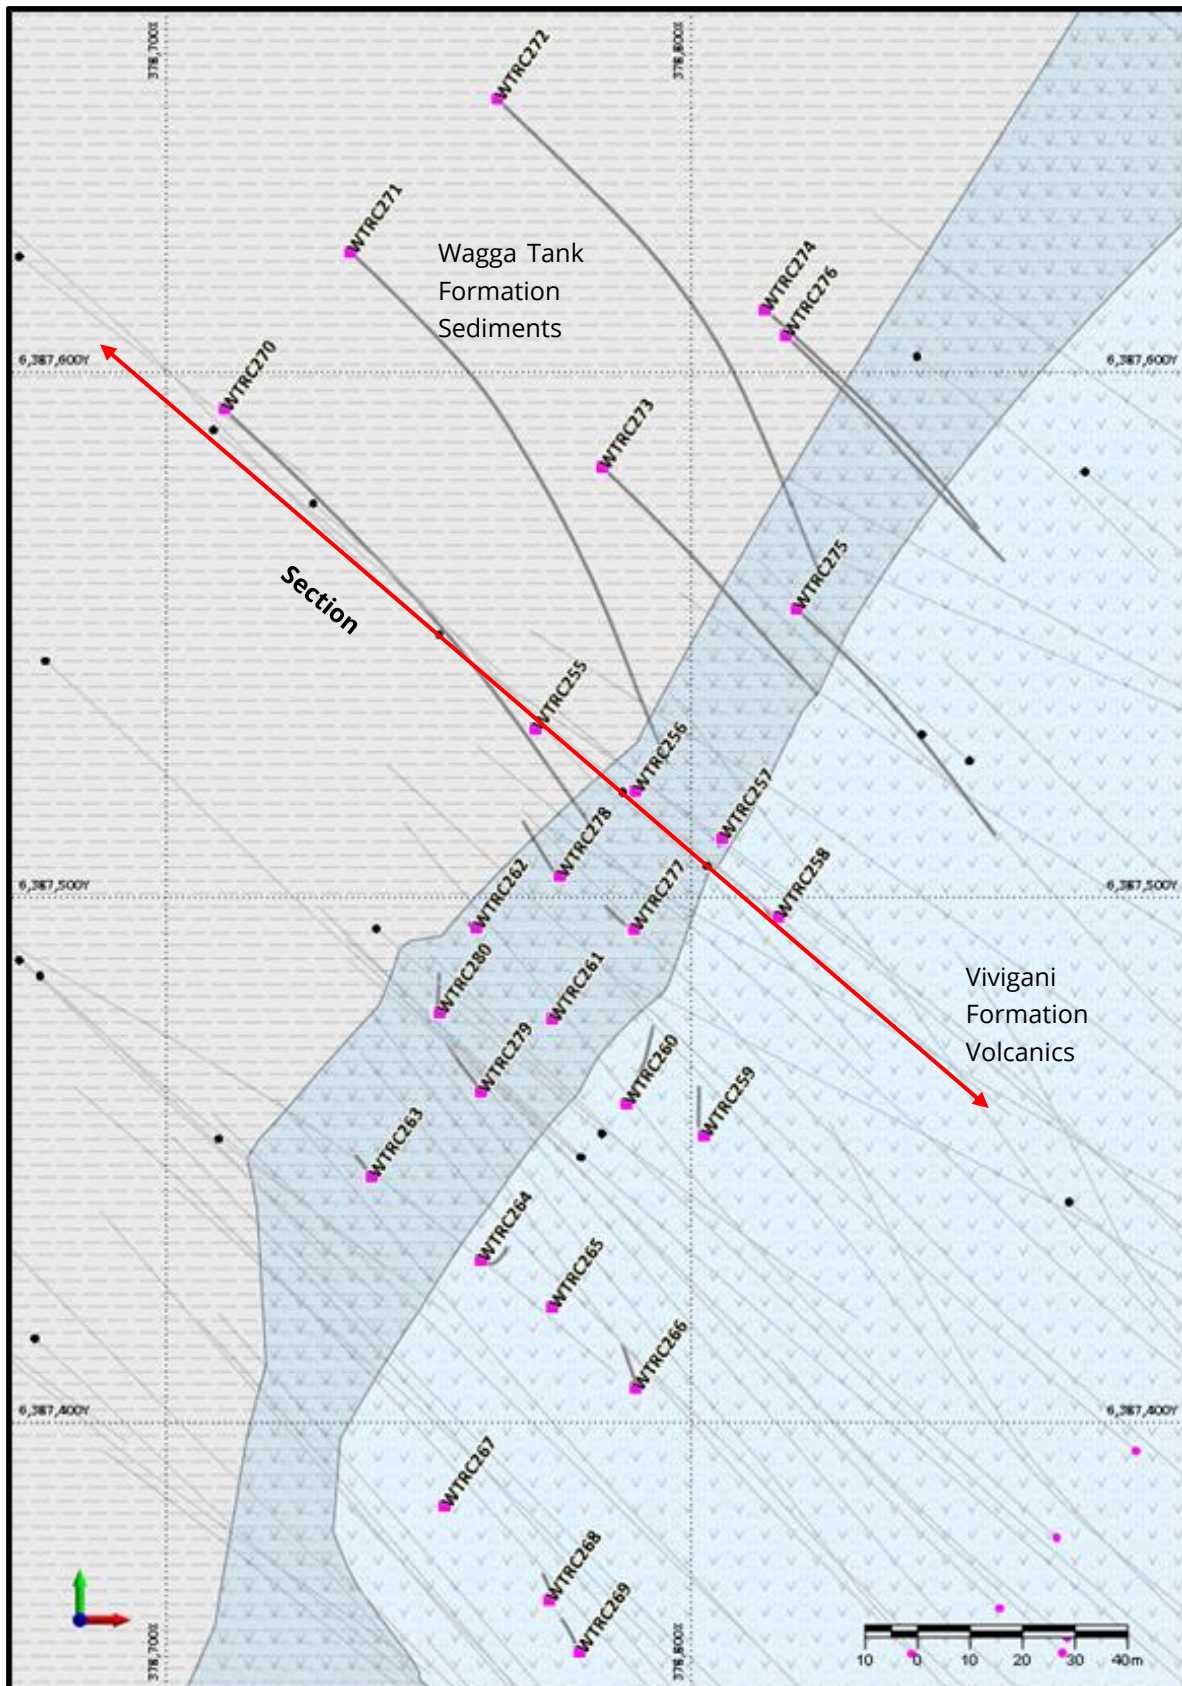 378,700X
378,800X
WTRC272
WTRC271
Wagga Tank
Formation
Sediments
WTRC274
WTRC276
6,387,600Y
6,387,600Y
WTRC270
WTRC273
WTRC275
Section
WTRC255
WTRC256
WTRC257
WTRC278
WTRC262
WTRC277
WTRC258
6,387,500Y
6,387,500Y
WTRC280
WTRC261
Vivigani
Formation
Volcanics
WTRC279
WTRC260
WTRC259
WTRC263
WTRC264
WTRC265
WTRC266
6,387,400Y
6,387,400Y
WTRC267
WTRC268
WTRC269
378,700X
378,800X
10 0 10 20 30 40m